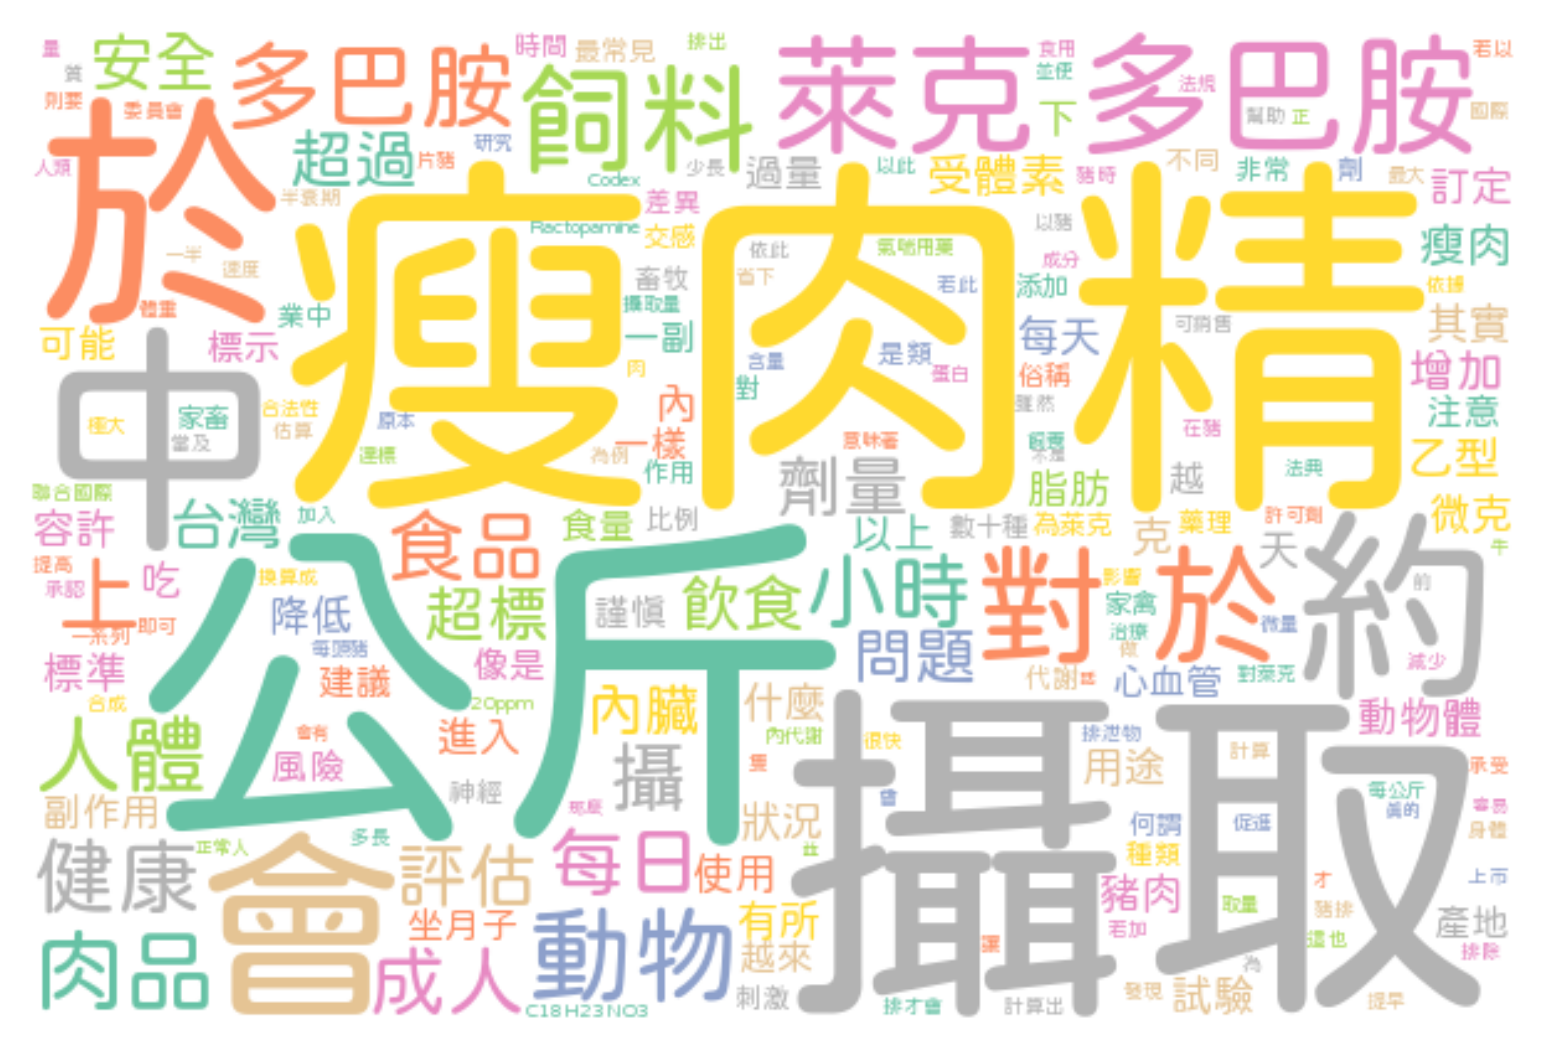 量
質
安全
多巴胺
時間
最常見
排出
萊克多巴胺
食用
並使
法規
若以
則要
委員會
於
飼料
下
幫助
正
國際
人類
超過
片豬
研究
少長
過量
以此
受體素
豬時
不同
非常
劑
最大
訂定
半衰期
Codex
差異
瘦肉精
Ractopamine
交感
依此
氣喘用藥
以豬
瘦肉
一半
速度
畜牧
省下
若此
成分
添加
依據
體重
業中
攝取量
可能
標示
一副
每天
可銷售
其實
中
含量
是類
肉
對
蛋白
俗稱
增加
極大
家畜
當及
合法性
估算
原本
內
雖然
注意
一樣
意味著
在豬
達標
為例
作用
劑量
脂肪
越
法典
乙型
聯合國際
容許
台灣
加入
食品
食量
比例
以上
數十種
為萊克
克
藥理
許可劑
微克
約
提高
承認
上
吃
換算成
公斤
小時
對於
影響
天
牛
前
一系列
即可
降低
超標
謹慎
飲食
家禽
治療
微量
標準
每頭豬
像是
問題
做
減少
建議
代謝
心血管
對萊克
合成
20ppm
內臟
什麼
攝取
動物體
人體
會有
進入
內代謝
很快
排泄物
風險
攝
隻
用途
計算
承受
副作用
神經
那麼
狀況
會
每公斤
真的
容易
健康
正常人
多長
何謂
促進
身體
會
評估
每日
使用
種類
豬肉
才
上市
坐月子
有所
取量
豬排
產地
肉品
成人
動物
越來
讓
若加
這也
排除
為
刺激
C18H23NO3
排才會
計算出
發現
試驗
提早